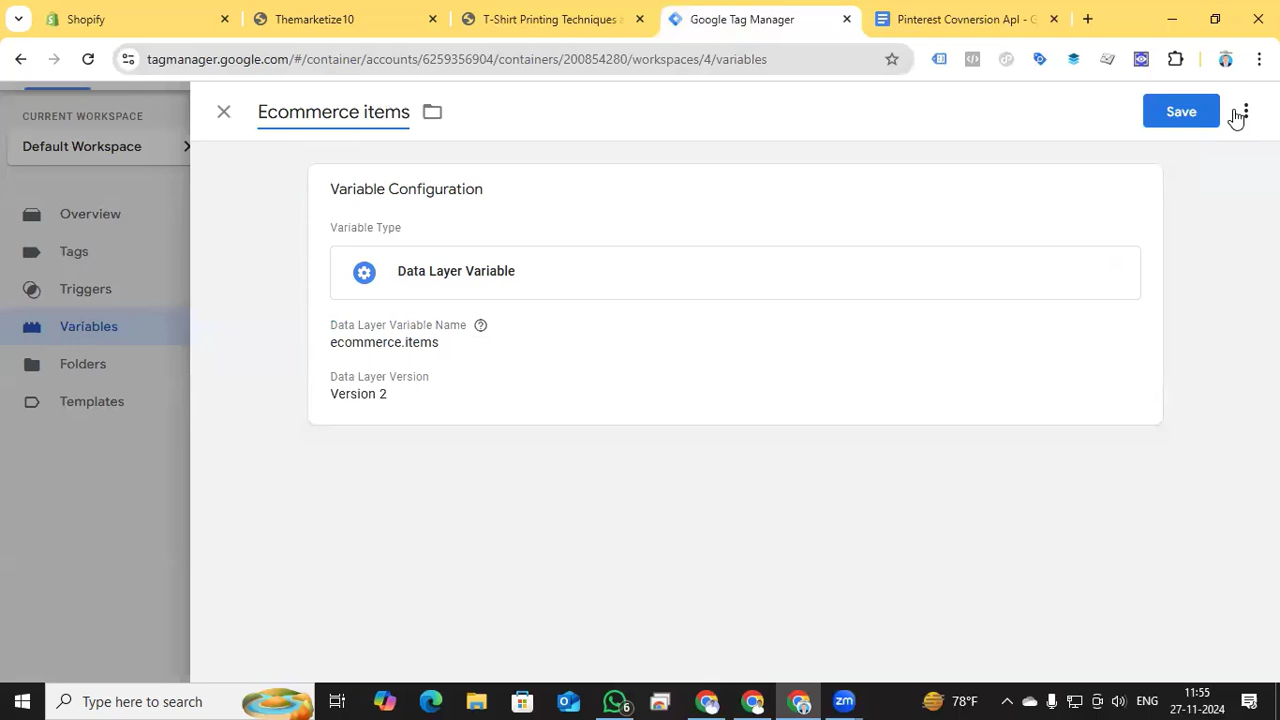 Shopify
Themarketize10
T-Shirt Printing Techniques
Google Tag Manager
Pinterest Covnersion ApI - G
tagmanager.google.com/#/container/accounts/6259356904/containers/200854280/workspaces/4/variables
CURRENT WORKSPACE
Default Workspace
Overview
Tags
Triggers
Variables
Folders
Templates
Ecommerce items
Save
Variable Configuration
Variable Type
Data Layer Variable
Data Layer Variable Name
ecommerce.items
Data Layer Version
Version 2
Type here to search
6
zm
78°F
ENG
11:55
27-11-2024